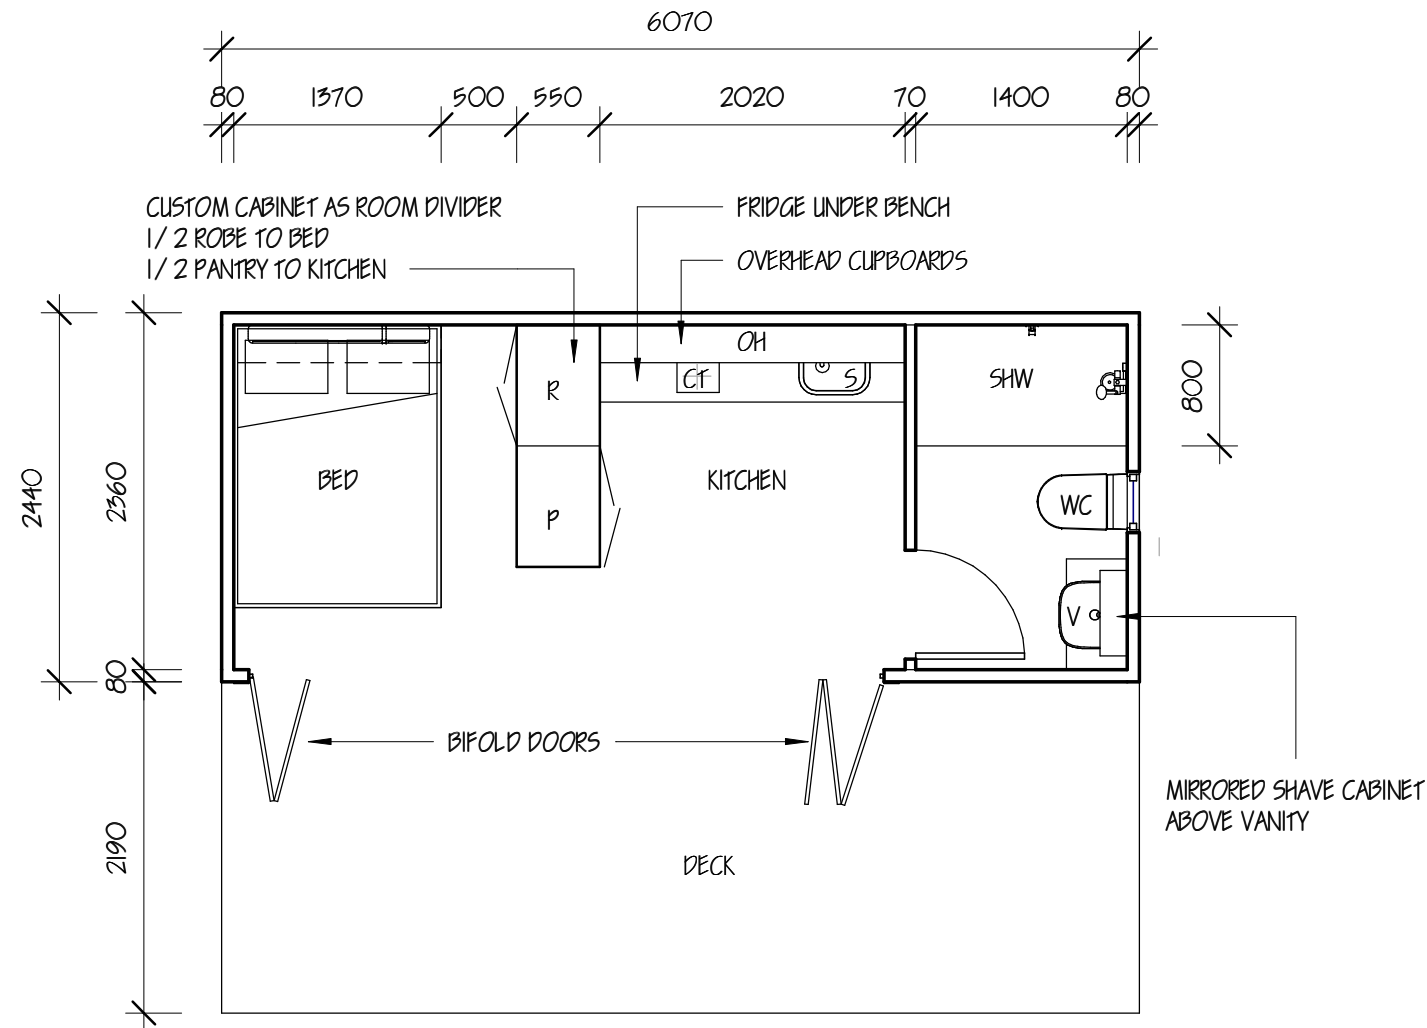 6070
80 1370 500 550 2020 70 1400 80
CUSTOM CABINET AS ROOM DIVIDER
1/2 ROBE TO BED
1/2 PANTRY TO KITCHEN
FRIDGE UNDER BENCH
OVERHEAD CUPBOARDS
OH
R
CT
S
SHW
800
BED
KITCHEN
2440
2360
P
WC
V
80
BIFOLD DOORS
MIRRORED SHAVE CABINET
ABOVE VANITY
2190
DECK